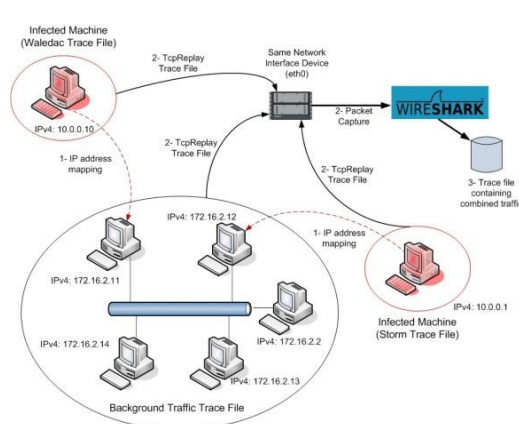 Infected Machine
(Waledac Trace File)
IPv4: 10.0.0.10
2- TcpReplay
Trace File
Same Network
Interface Device
(eth0)
2- Packet
Capture
WIRESHARK
3- Trace file
containing
combined traffi
2- TcpReplay
Trace File
2- TcpReplay
Trace File
1- IP address
mapping
IPv4: 172.16.2.12
IPv4: 172.16.2.11
1- IP address
mapping
IPv4: 10.0.0.1
Infected Machine
(Storm Trace File)
IPv4: 172.16.2.14
IPv4: 172.16.2.2
IPv4: 172.16.2.13
Background Traffic Trace File